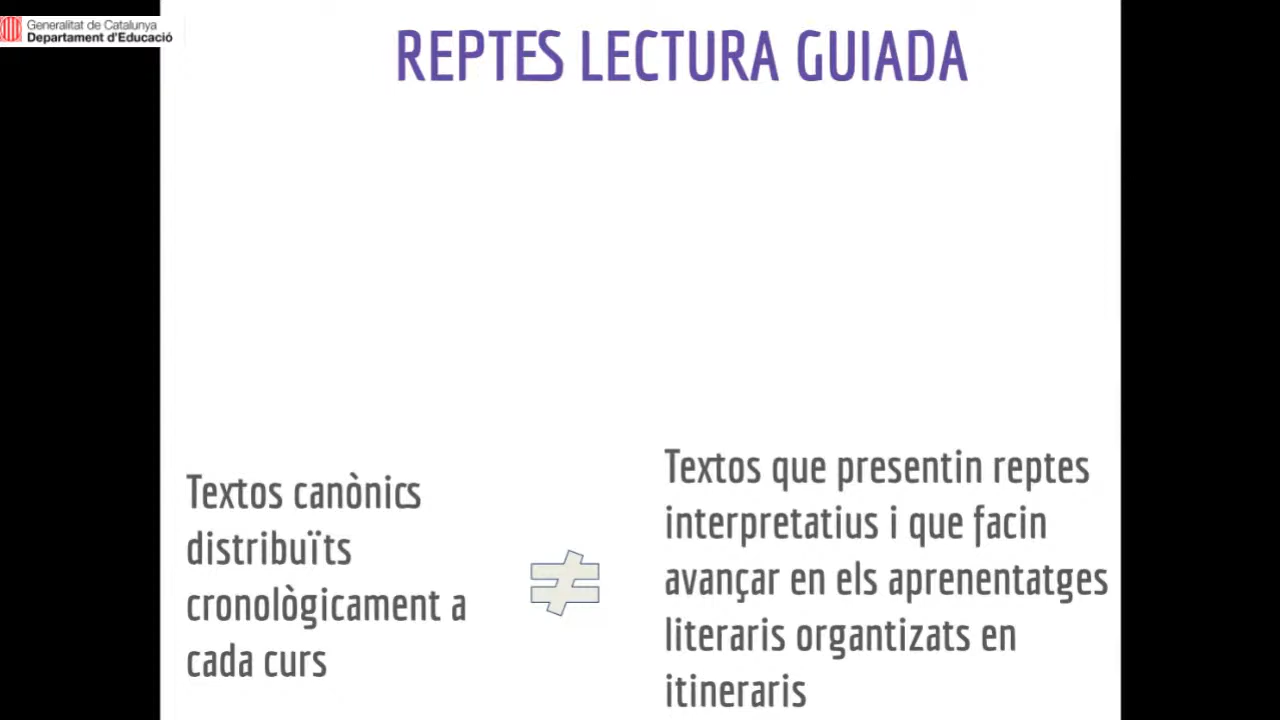 Generalitat de Catalunya
Departament d'Educació
REPTES LECTURA GUIADA
Textos canònics
distribuïts
cronològicament a
cada curs
≠
Textos que presentin reptes
interpretatius i que facin
avançar en els aprenentatges
literaris organtizats en
itineraris